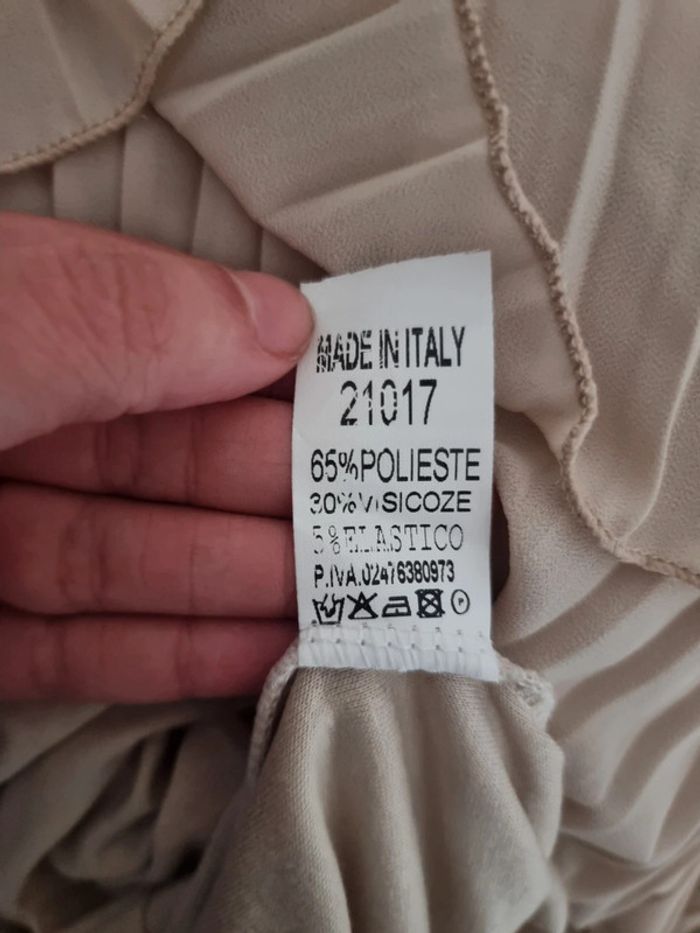 MADE IN ITALY
21017
65%POLIESTE
30%VISICOZE
5%ELASTICO
P.IVA.02476380973
P